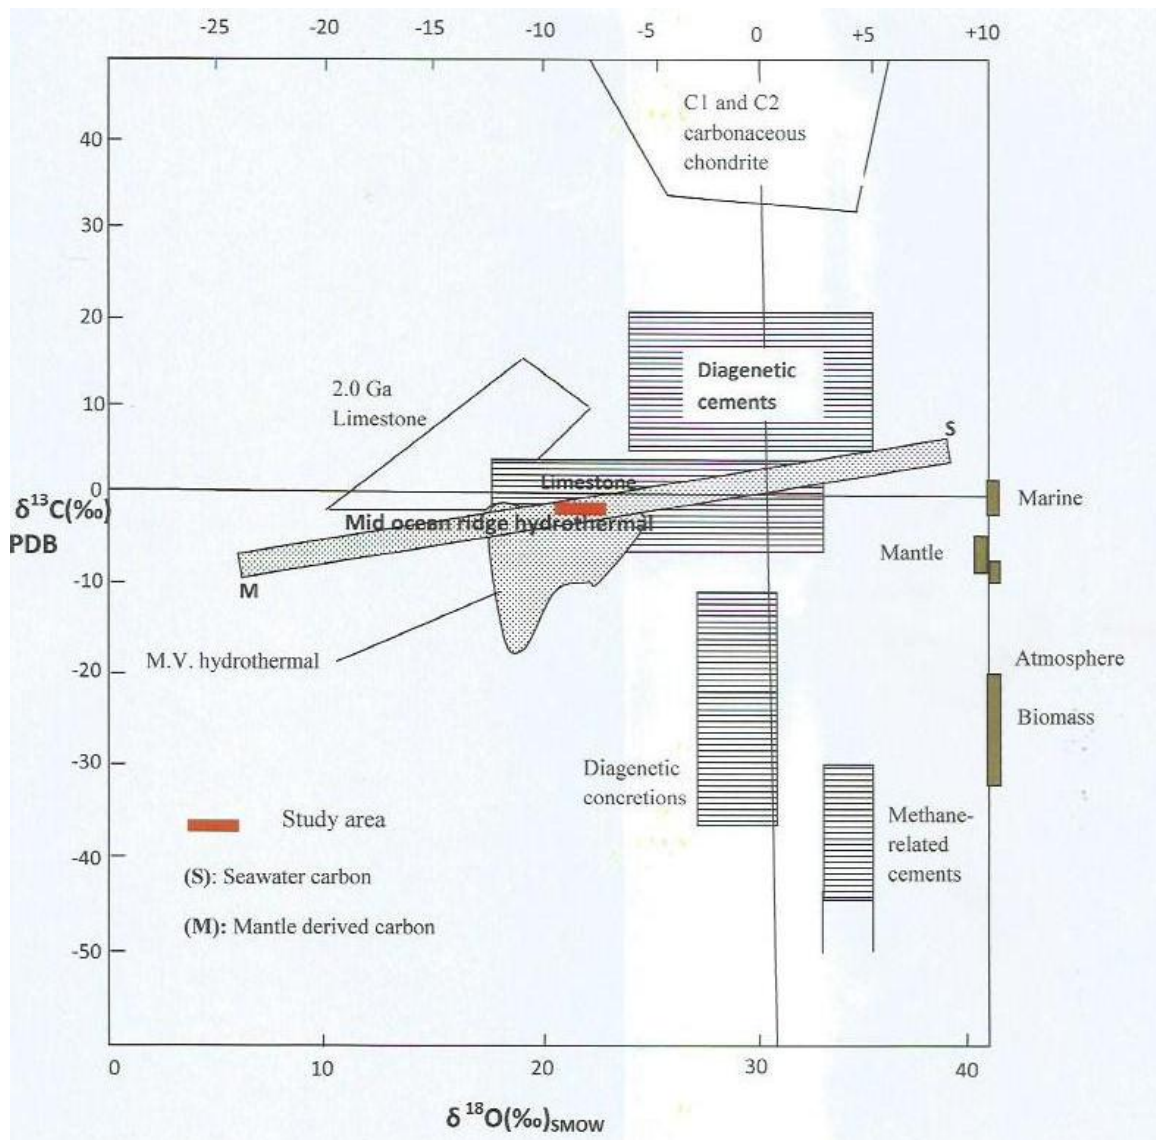 -25 -20 -15 -10 -5 0 +5 +10
C1 and C2
carbonaceous
chondrite
40
30
20
10
0
-10
-20
-30
-40
-50
δ¹³C(‰)
PDB
2.0 Ga
Limestone
Diagenetic
cements
S
Limestone
Mid ocean ridge hydrothermal
M
M.V. hydrothermal
Marine
Mantle
Atmosphere
Biomass
Diagenetic
concretions
Methane-
related
cements
Study area
(S): Seawater carbon
(M): Mantle derived carbon
0 10 20 30 40
δ ¹⁸O(‰)SMOW